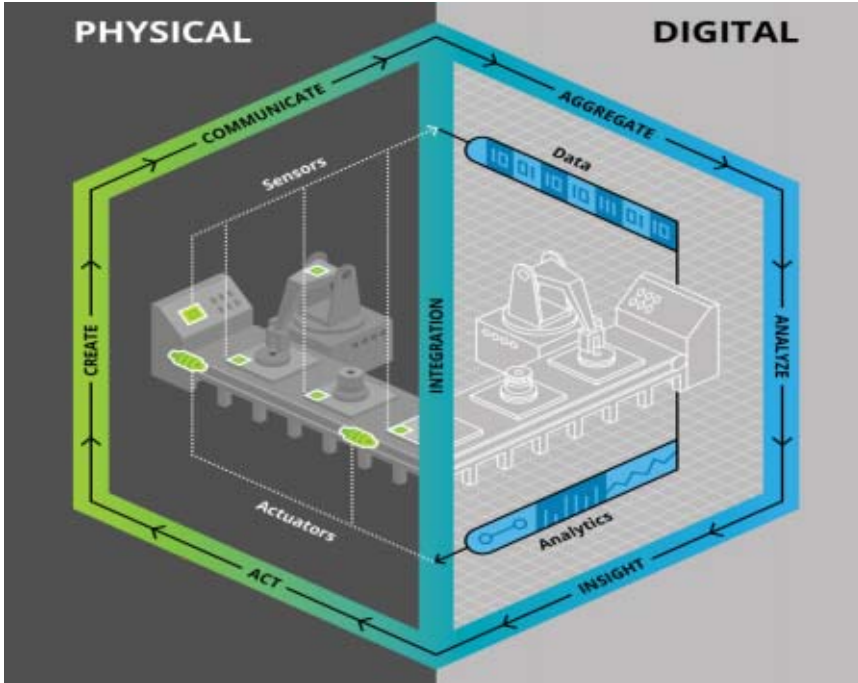 PHYSICAL
DIGITAL
COMMUNICATE
AGGREGATE
Sensors
Data
10 01 10 10 111 01 10
CREATE
INTEGRATION
ANALYZE
Actuators
Analytics
ACT
INSIGHT